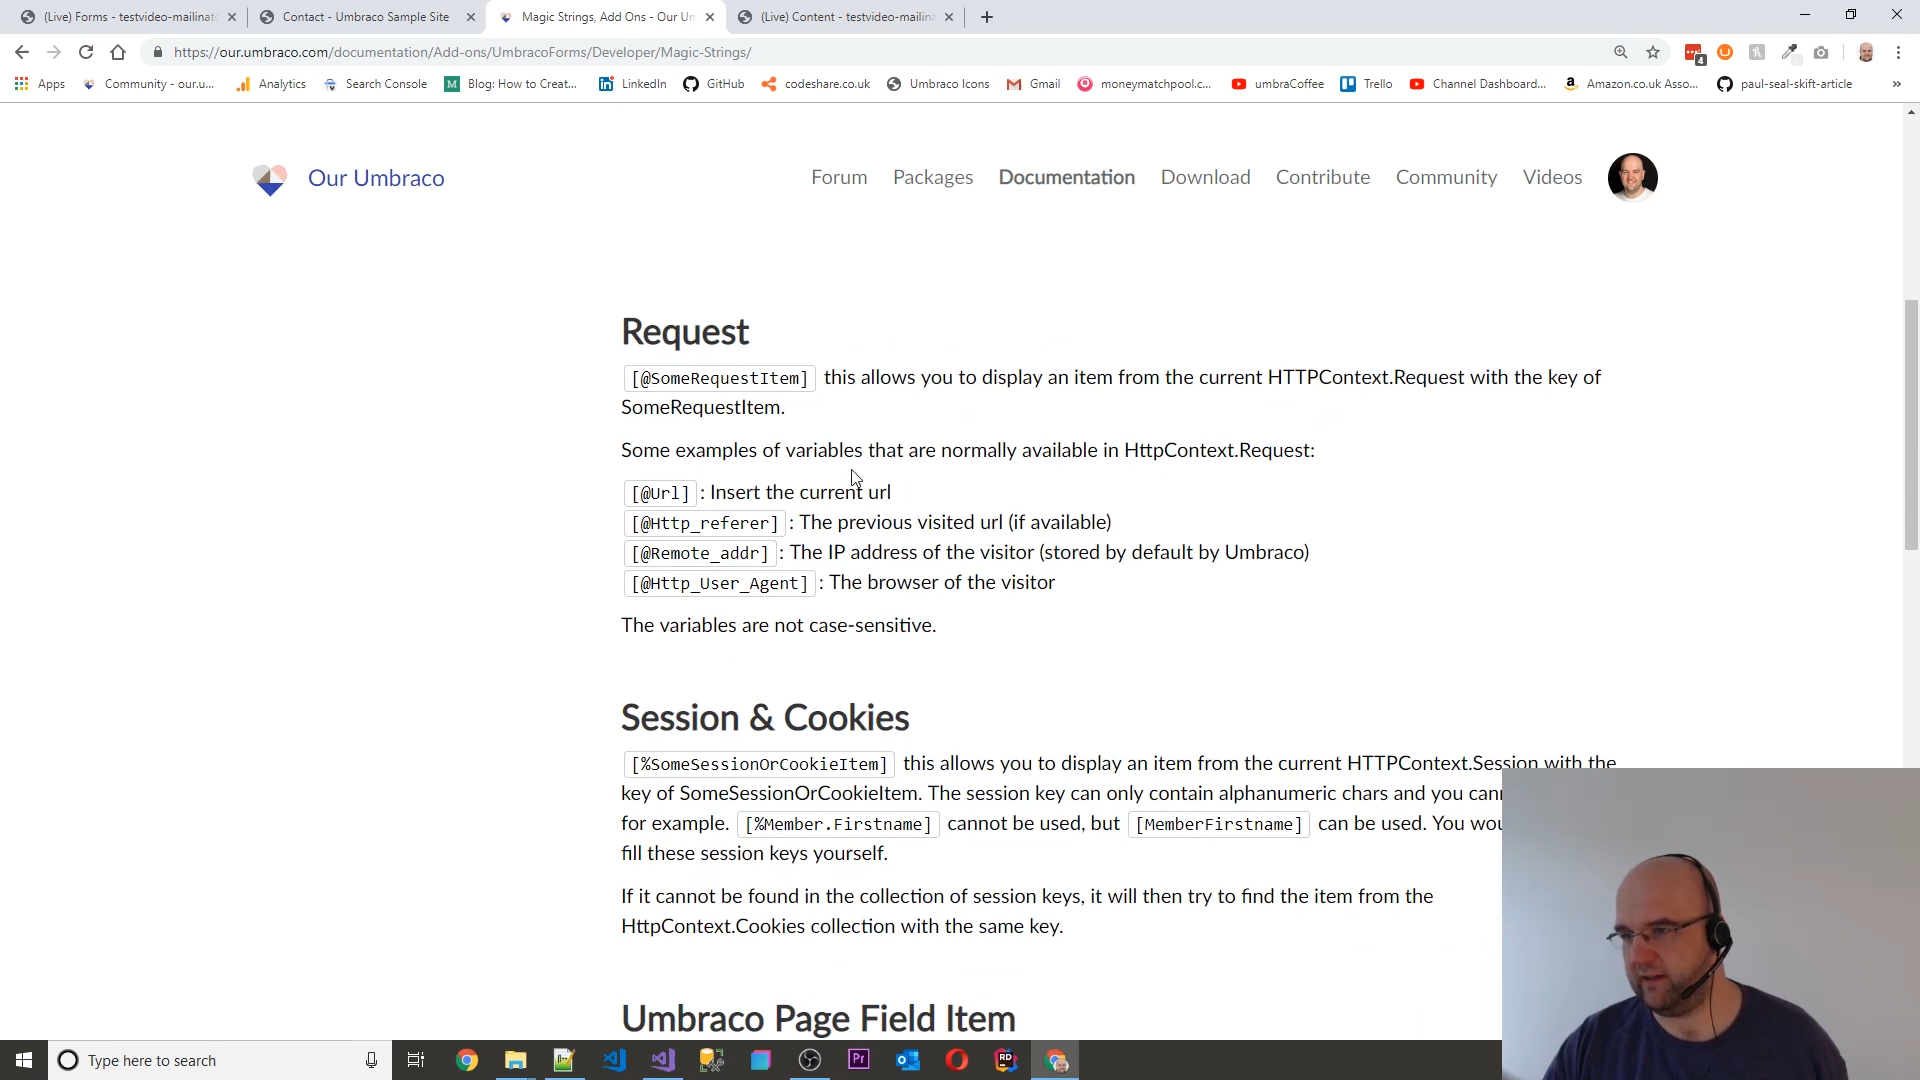 (Live) Forms - testvideo-mailinat
Contact - Umbraco Sample Site
Magic Strings, Add Ons - Our Um
(Live) Content - testvideo-mailina
https://our.umbraco.com/documentation/Add-ons/UmbracoForms/Developer/Magic-Strings/
4
Apps
Community - our.u...
Analytics
Search Console
M
Blog: How to Creat...
LinkedIn
GitHub
codeshare.co.uk
Umbraco Icons
Gmail
moneymatchpool.c...
umbraCoffee
Trello
Channel Dashboard...
Amazon.co.uk Asso...
paul-seal-skift-article
»
Our Umbraco
Forum
Packages
Documentation
Download
Contribute
Community
Videos
Request
[@SomeRequestItem] this allows you to display an item from the current HTTPContext.Request with the key of
SomeRequestItem.
Some examples of variables that are normally available in HttpContext.Request:
[@Url] : Insert the current url
[@Http_referer] : The previous visited url (if available)
[@Remote_addr] : The IP address of the visitor (stored by default by Umbraco)
[@Http_User_Agent] : The browser of the visitor
The variables are not case-sensitive.
Session & Cookies
[%SomeSessionOrCookieItem] this allows you to display an item from the current HTTPContext.Session with the
key of SomeSessionOrCookieItem. The session key can only contain alphanumeric chars and you cann
for example. [%Member.Firstname] cannot be used, but [MemberFirstname] can be used. You wou
fill these session keys yourself.
If it cannot be found in the collection of session keys, it will then try to find the item from the
HttpContext.Cookies collection with the same key.
Umbraco Page Field Item
Type here to search
Pr
RD